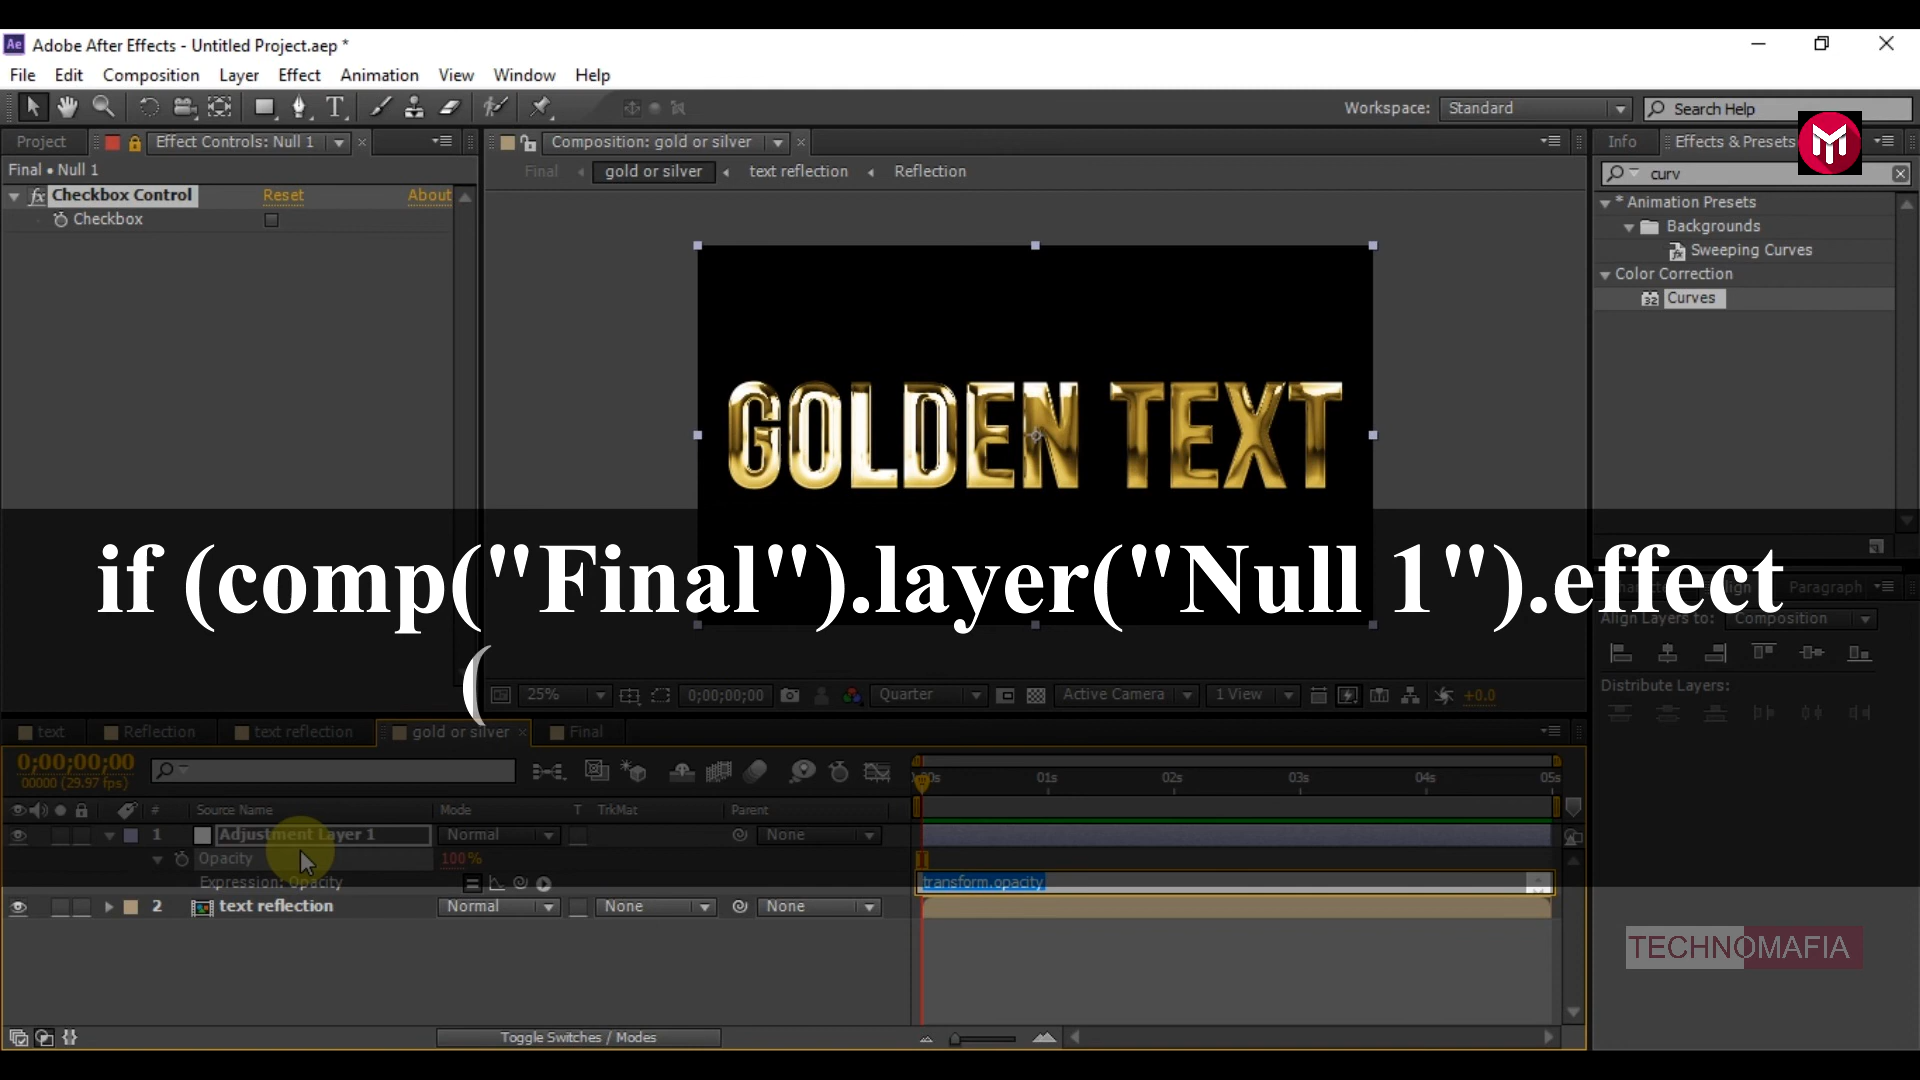 Ae Adobe After Effects - Untitled Project.aep *
File Edit Composition Layer Effect Animation View Window Help
Workspace: Standard Search Help
Project Effect Controls: Null 1 Composition: gold or silver Info Effects & Presets
Final • Null 1 Final gold or silver text reflection Reflection curv
fx Checkbox Control Reset About * Animation Presets
Checkbox Backgrounds
Sweeping Curves
Color Correction
32 Curves
GOLDEN TEXT
if (comp("Final").layer("Null 1").effect
(
Align Paragraph
Align Layers to: Composition
25% 0;00;00;00 Quarter Active Camera 1 View +0.0
Distribute Layers:
text Reflection text reflection gold or silver Final
0;00;00;00
00000 (29.97 fps) 01s 02s 03s 04s 05s
# Source Name Mode T TrkMat Parent
1 Adjustment Layer 1 Normal None
Opacity 100%
Expression: Opacity transform.opacity
2 text reflection Normal None None
TECHNOMAFIA
Toggle Switches / Modes